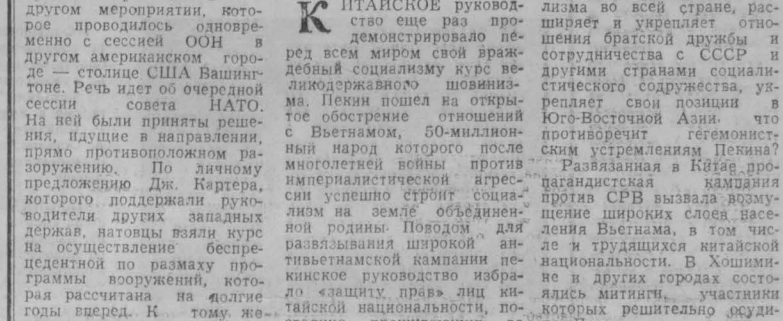 другом мероприятии, кото-
рое проводилось одновре-
менно с сессией ООН в
другом американском горо-
де — столице США Вашинг-
тоне. Речь идет об очередной
сессии совета НАТО.
На ней были приняты реше-
ния, идущие в направлении,
прямо противоположном ра-
зоружению. По личному
предложению Дж. Картера,
которого поддержали руко-
водители других западных
держав, натовцы взяли курс
на осуществление беспре-
цедентной по размаху про-
граммы вооружений, кото-
рая рассчитана на долгие
годы вперед. К тому же
КИТАЙСКОЕ руковод-
ство еще раз про-
демонстрировало пе-
ред всем миром свой враж-
дебный социализму курс ве-
ликодержавного шовиниз-
ма. Пекин пошел на откры-
тое обострение отношений
с Вьетнамом, 50-миллион-
ный народ которого после
многолетней войны против
империалистической агрес-
сии успешно строит социа-
лизм на земле объединен-
ной родины. Поводом для
развязывания широкой ан-
тивьетнамской кампании пе-
кинское руководство избра-
ло «защиту прав» лиц ки-
тайской национальности, по-
лизма во всей стране, рас-
ширяет и укрепляет отно-
шения братской дружбы и
сотрудничества с СССР и
другими странами социали-
стического содружества, ук-
репляет свои позиции в
Юго-Восточной Азии, что
противоречит гегемонист-
ским устремлениям Пекина?
Развязанная в Китае про-
пагандистская кампания
против СРВ вызвала возму-
щение широких слоев насе-
ления Вьетнама, в том чис-
ле и трудящихся китайской
национальности. В Хошими-
не и других городах состо-
ялись митинги, участники
которых решительно осуди-